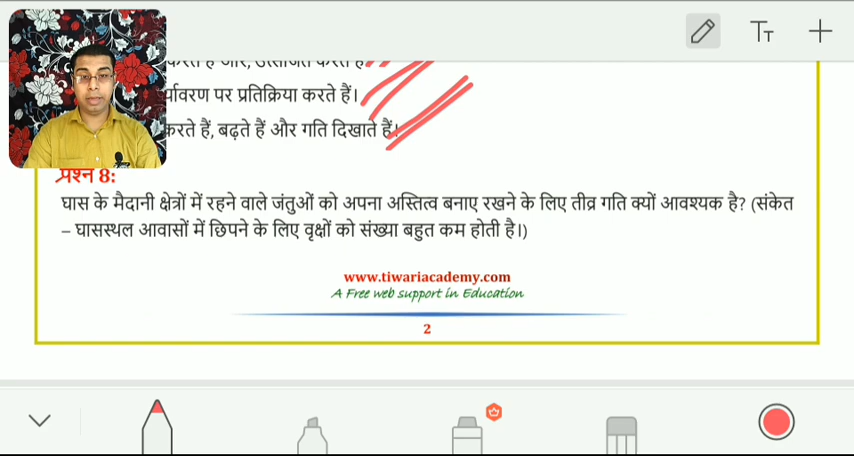 र्यावरण पर प्रतिक्रिया करते हैं।
करते हैं, बढ़ते हैं और गति दिखाते हैं।
प्रश्न 8:
घास के मैदानी क्षेत्रों में रहने वाले जंतुओं को अपना अस्तित्व बनाए रखने के लिए तीव्र गति क्यों आवश्यक है? (संकेत
– घासस्थल आवासों में छिपने के लिए वृक्षों को संख्या बहुत कम होती है।)
www.tiwariacademy.com
A Free web support in Education
2